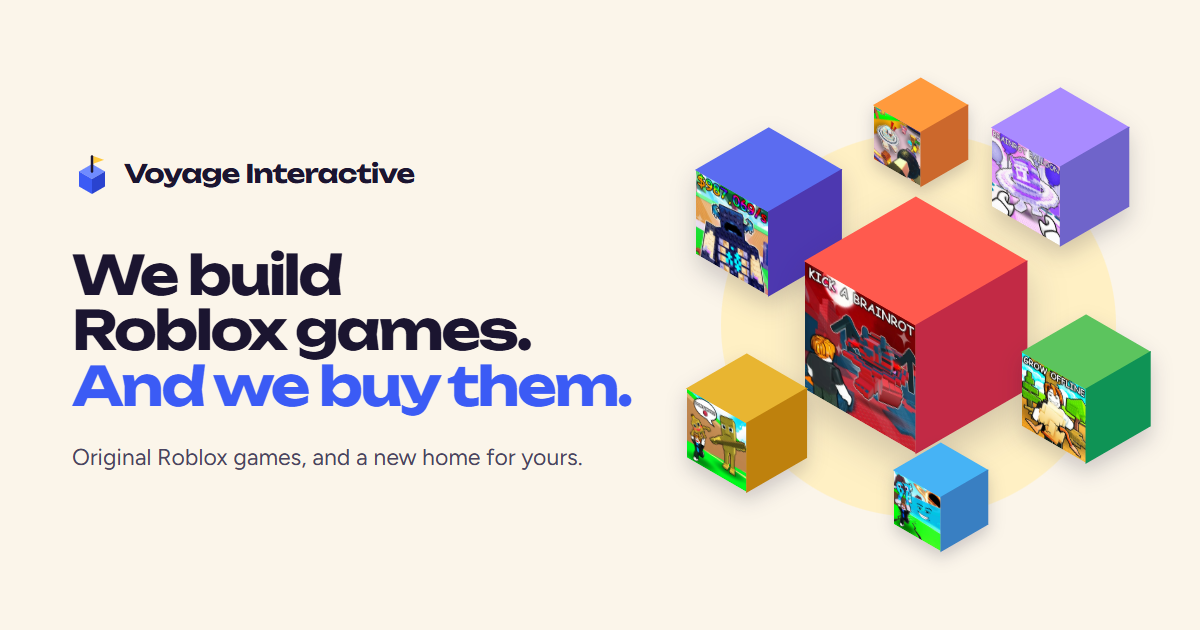 Voyage Interactive
We build
Roblox games.
And we buy them.
Original Roblox games, and a new home for yours.
KICK A BRAINROT
GROW OFFLINE